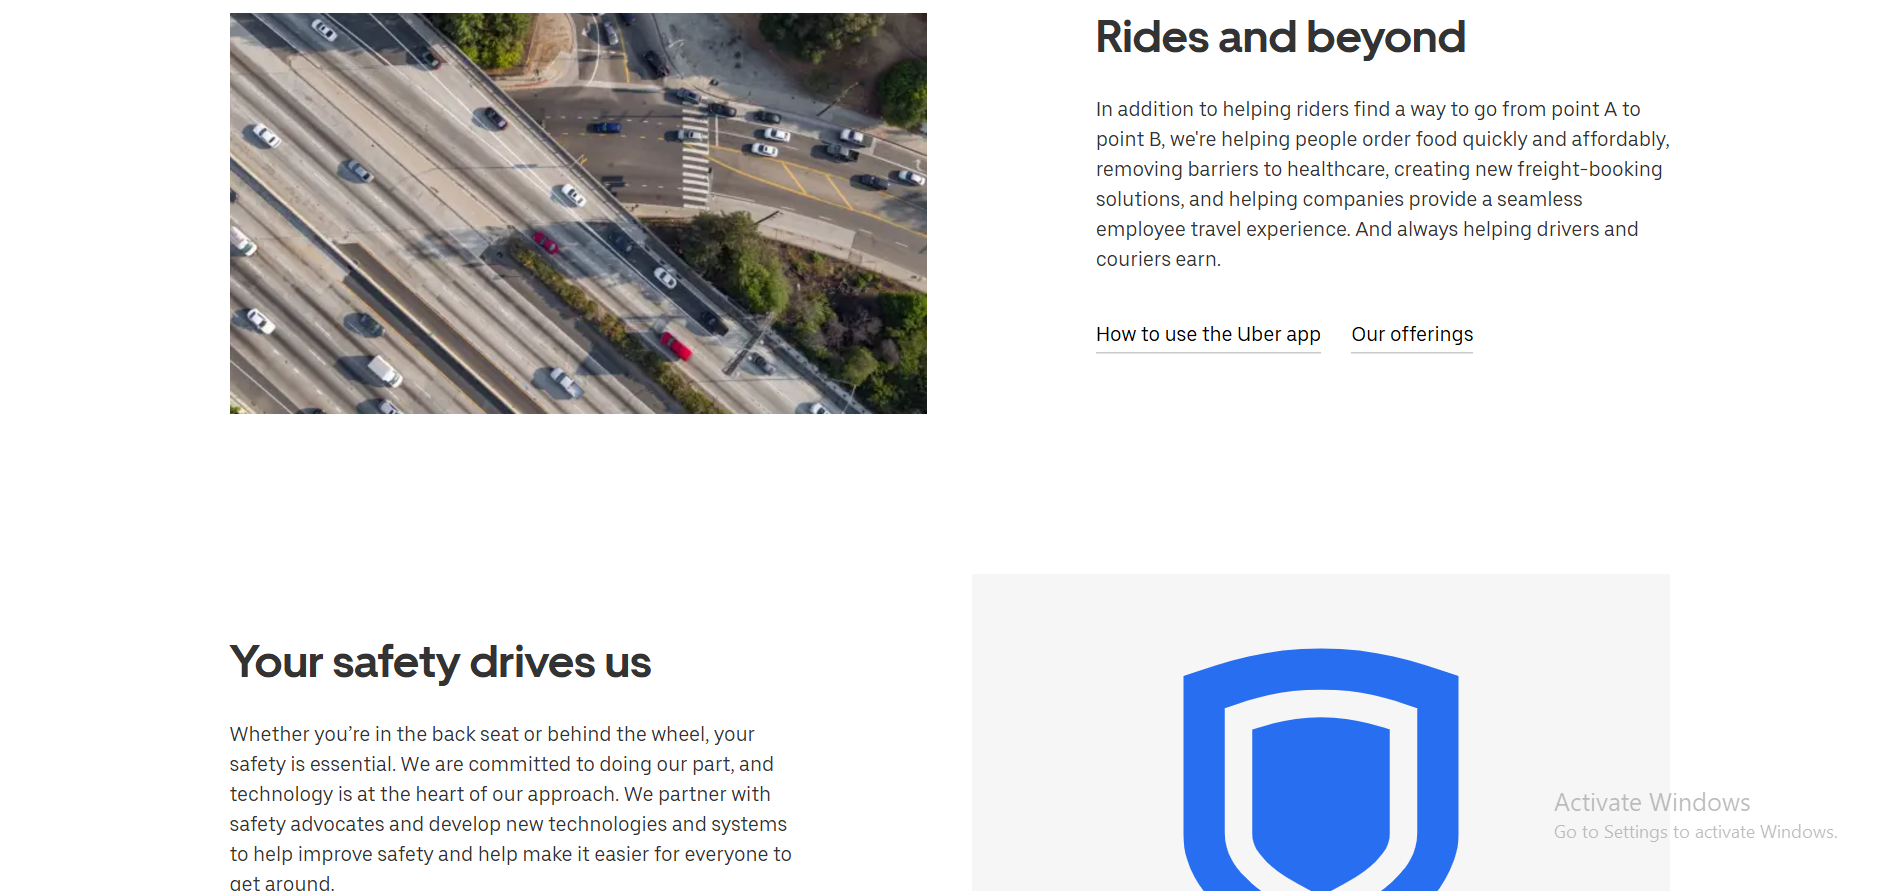 Rides and beyond
In addition to helping riders find a way to go from point A to
point B, we're helping people order food quickly and affordably,
removing barriers to healthcare, creating new freight-booking
solutions, and helping companies provide a seamless
employee travel experience. And always helping drivers and
couriers earn.
How to use the Uber app
Our offerings
Your safety drives us
Whether you’re in the back seat or behind the wheel, your
safety is essential. We are committed to doing our part, and
technology is at the heart of our approach. We partner with
safety advocates and develop new technologies and systems
to help improve safety and help make it easier for everyone to
get around.
Activate Windows
Go to Settings to activate Windows.